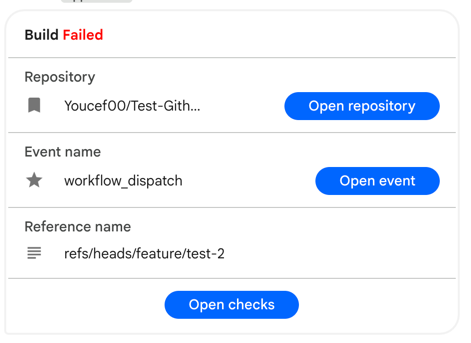 Build Failed
Repository
Youcef00/Test-Gith...
Open repository
Event name
workflow_dispatch
Open event
Reference name
refs/heads/feature/test-2
Open checks